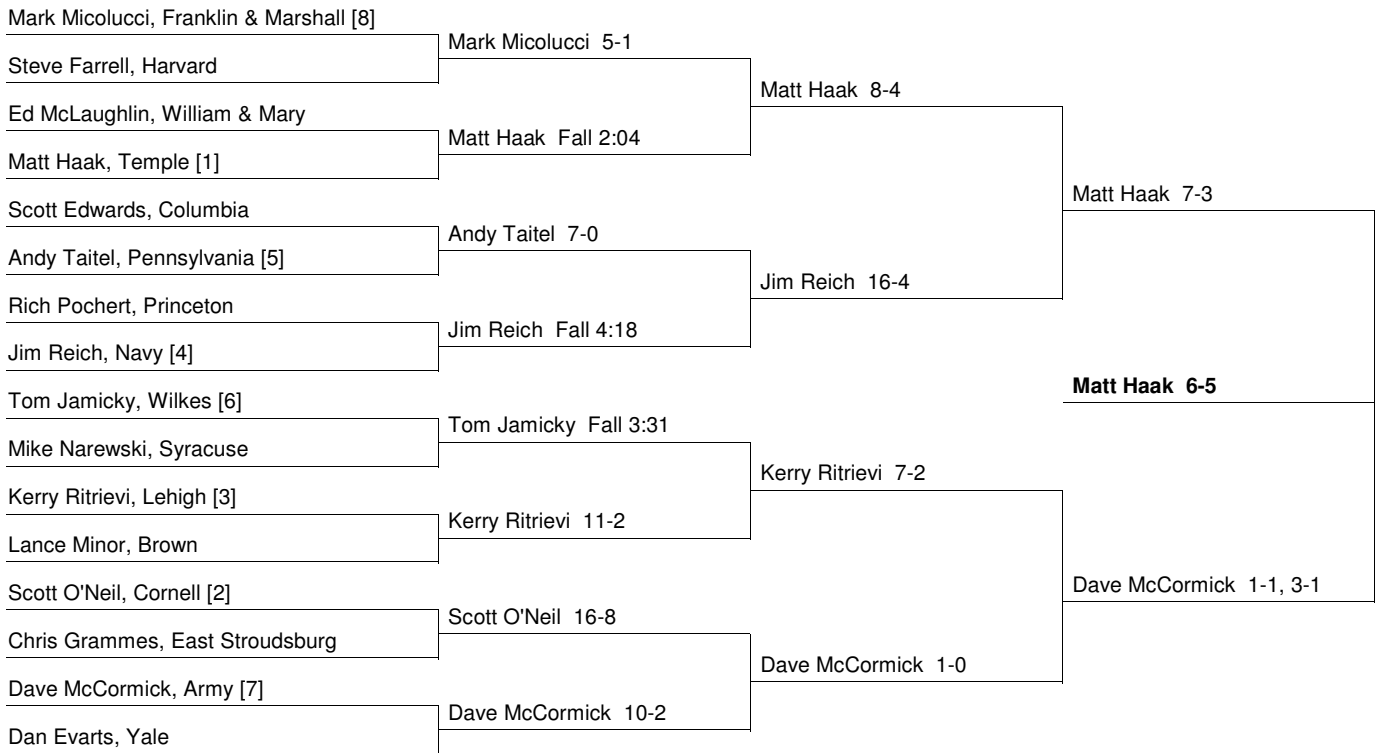 Mark Micolucci, Franklin & Marshall [8]
Steve Farrell, Harvard
Ed McLaughlin, William & Mary
Matt Haak, Temple [1]
Scott Edwards, Columbia
Andy Taitel, Pennsylvania [5]
Rich Pochert, Princeton
Jim Reich, Navy [4]
Tom Jamicky, Wilkes [6]
Mike Narewski, Syracuse
Kerry Ritrievi, Lehigh [3]
Lance Minor, Brown
Scott O'Neil, Cornell [2]
Chris Grammes, East Stroudsburg
Dave McCormick, Army [7]
Dan Evarts, Yale
Mark Micolucci 5-1
Matt Haak Fall 2:04
Andy Taitel 7-0
Jim Reich Fall 4:18
Tom Jamicky Fall 3:31
Kerry Ritrievi 11-2
Scott O'Neil 16-8
Dave McCormick 10-2
Matt Haak 8-4
Jim Reich 16-4
Kerry Ritrievi 7-2
Dave McCormick 1-0
Matt Haak 7-3
Dave McCormick 1-1, 3-1
Matt Haak 6-5